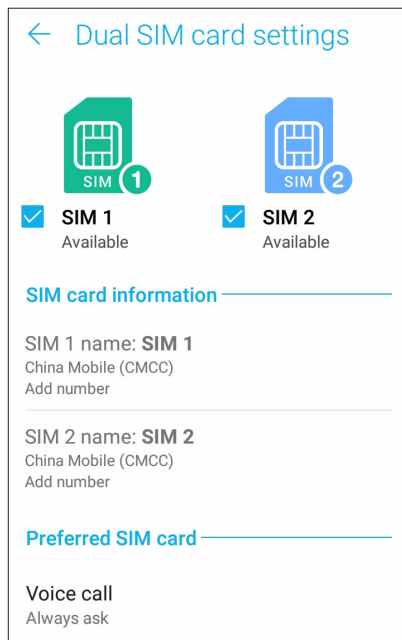 Dual SIM card settings
SIM 1
SIM 2
SIM 1
SIM 2
Available
Available
SIM card information
SIM 1 name: SIM 1
China Mobile (CMCC)
Add number
SIM 2 name: SIM 2
China Mobile (CMCC)
Add number
Preferred SIM card
Voice call
Always ask